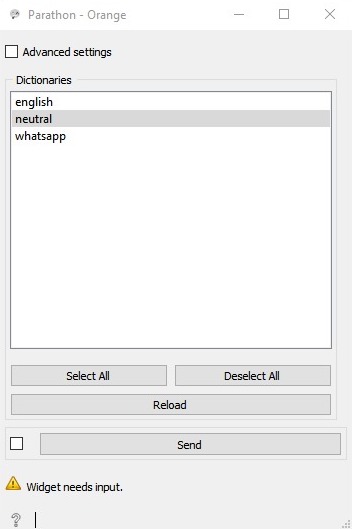 Parathon - Orange
Advanced settings
Dictionaries
english
neutral
whatsapp
Select All Deselect All
Reload
Send
Widget needs input.
?